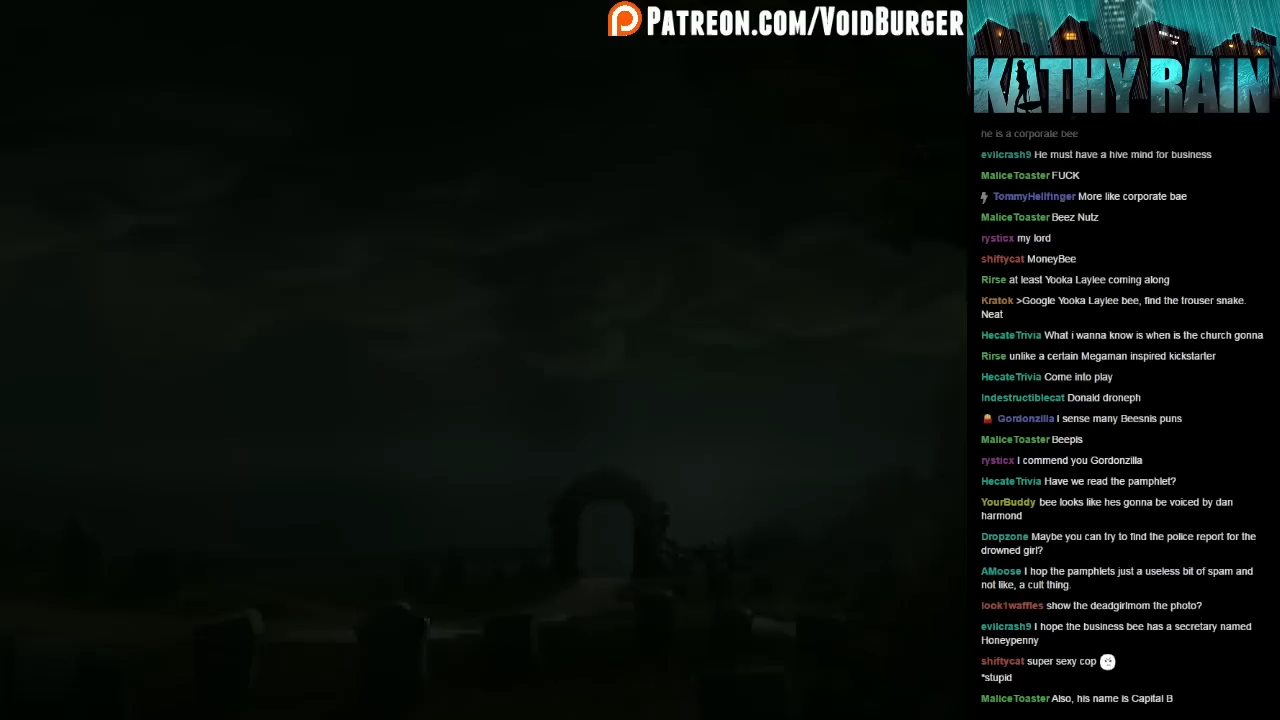 PATREON.COM/VOIDBURGER
KATHY RAIN
he is a corporate bee
evilcrash9 He must have a hive mind for business
MaliceToaster FUCK
TommyHellfinger More like corporate bae
MaliceToaster Beez Nutz
rysticx my lord
shiftycat MoneyBee
Rirse at least Yooka Laylee coming along
Kratok >Google Yooka Laylee bee, find the trouser snake.
Neat
HecateTrivia What i wanna know is when is the church gonna
Rirse unlike a certain Megaman inspired kickstarter
HecateTrivia Come into play
Indestructiblecat Donald droneph
Gordonzilla I sense many Beesnis puns
MaliceToaster Beepis
rysticx I commend you Gordonzilla
HecateTrivia Have we read the pamphlet?
YourBuddy bee looks like hes gonna be voiced by dan
harmond
Dropzone Maybe you can try to find the police report for the
drowned girl?
AMoose I hop the pamphlets just a useless bit of spam and
not like, a cult thing.
look1waffles show the deadgirlmom the photo?
evilcrash9 I hope the business bee has a secretary named
Honeypenny
shiftycat super sexy cop
*stupid
MaliceToaster Also, his name is Capital B